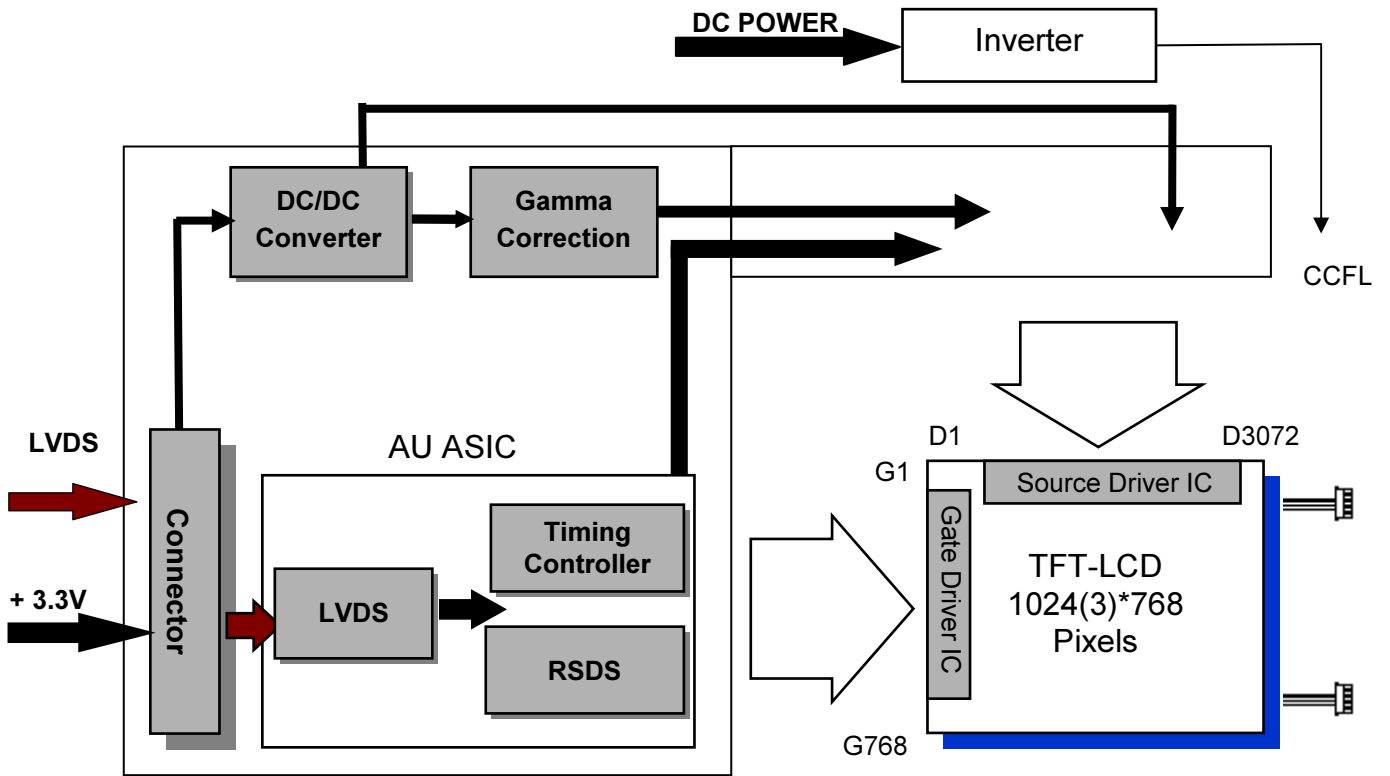 DC POWER
Inverter
DC/DC
Converter
Gamma
Correction
CCFL
LVDS
+ 3.3V
Connector
AU ASIC
LVDS
Timing
Controller
RSDS
D1
D3072
G1
G768
Source Driver IC
Gate Driver IC
TFT-LCD
1024(3)*768
Pixels